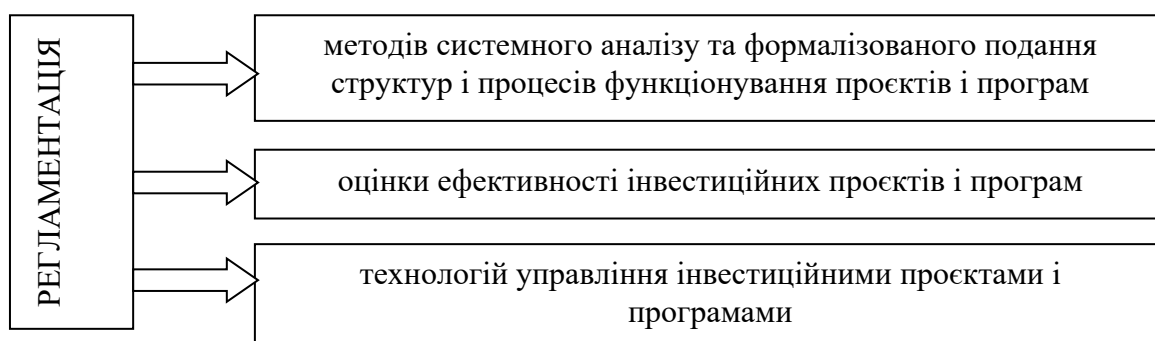 РЕГЛАМЕНТАЦІЯ
методів системного аналізу та формалізованого подання
структур і процесів функціонування проєктів і програм
оцінки ефективності інвестиційних проєктів і програм
технологій управління інвестиційними проєктами і
програмами